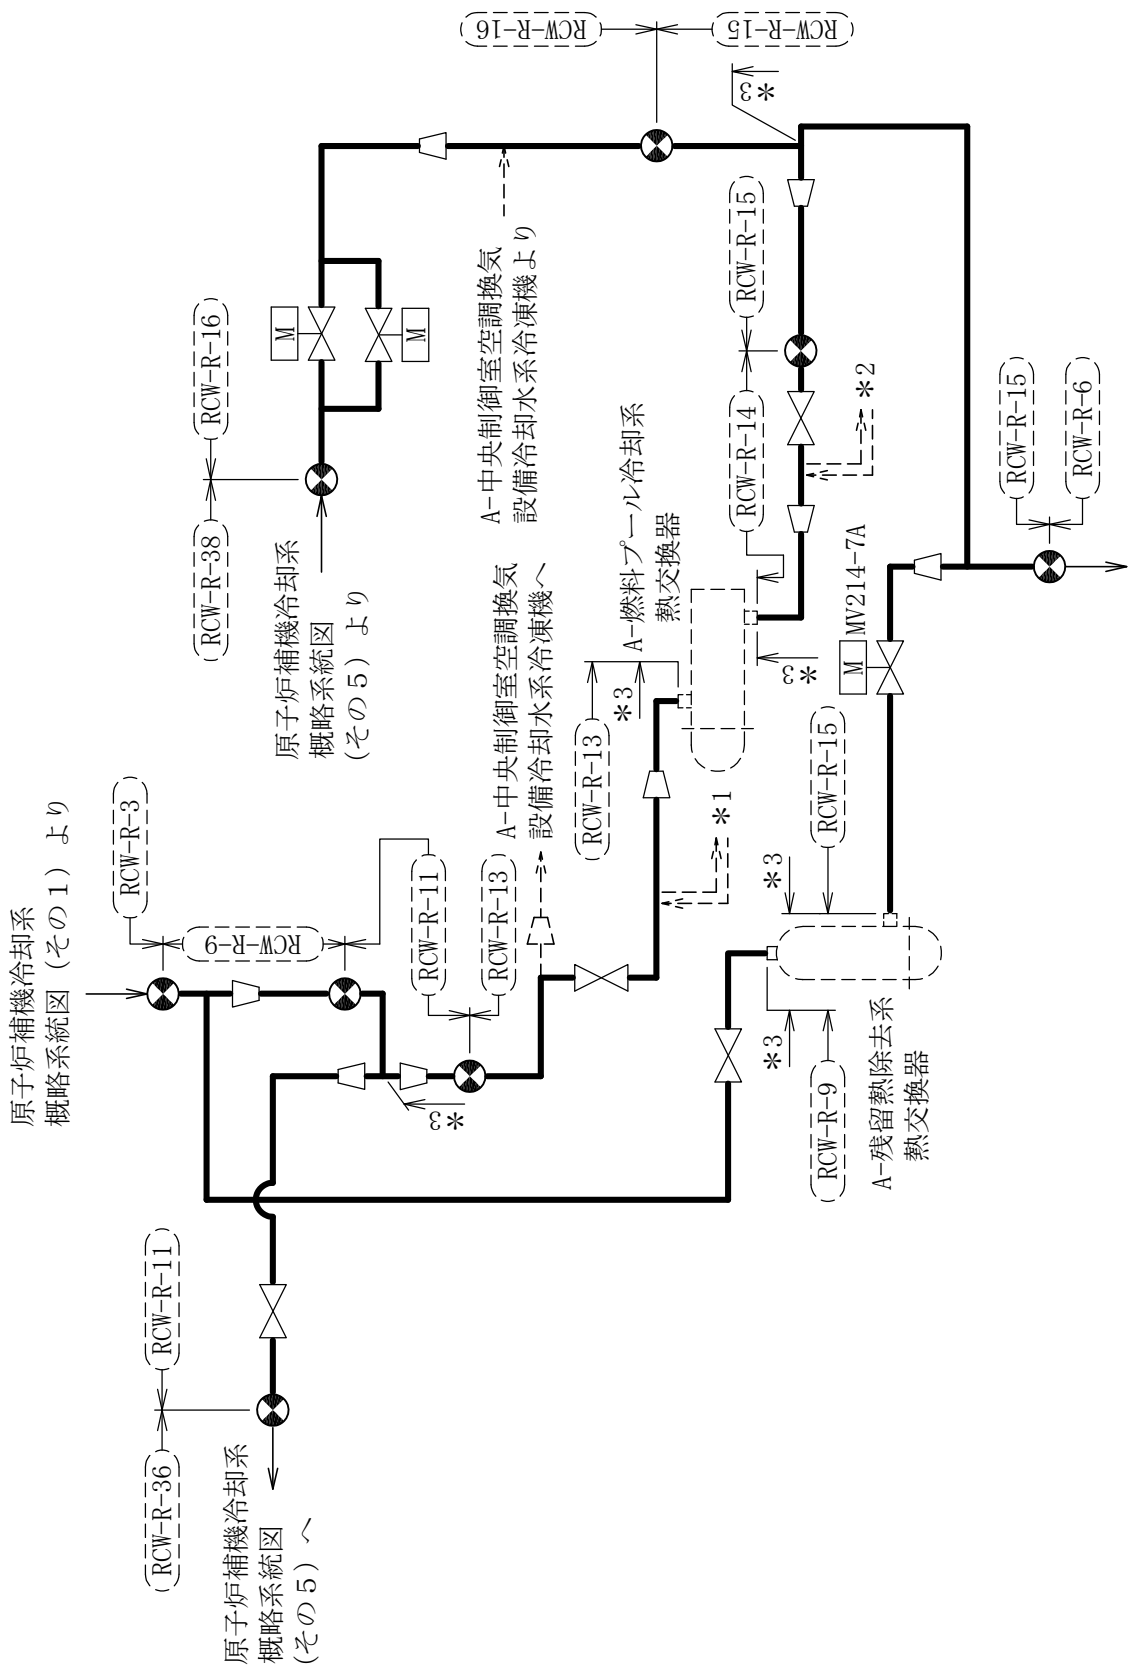 原子炉補機冷却系
概略系統図（その１）より
RCW-R-3
RCW-R-9
RCW-R-11
RCW-R-13
*3
RCW-R-11
RCW-R-36
原子炉補機冷却系
概略系統図
(その５）へ
A-中央制御室空調換気
設備冷却水系冷凍機へ
*1
RCW-R-13
*3
A-燃料プール冷却系
熱交換器
*3
RCW-R-14
RCW-R-15
*2
RCW-R-16
RCW-R-38
原子炉補機冷却系
概略系統図
(その５）より
M
M
A-中央制御室空調換気
設備冷却水系冷凍機より
RCW-R-16
RCW-R-15
*3
*3
RCW-R-9
A-残留熱除去系
熱交換器
*3
RCW-R-15
M
MV214-7A
RCW-R-15
RCW-R-6